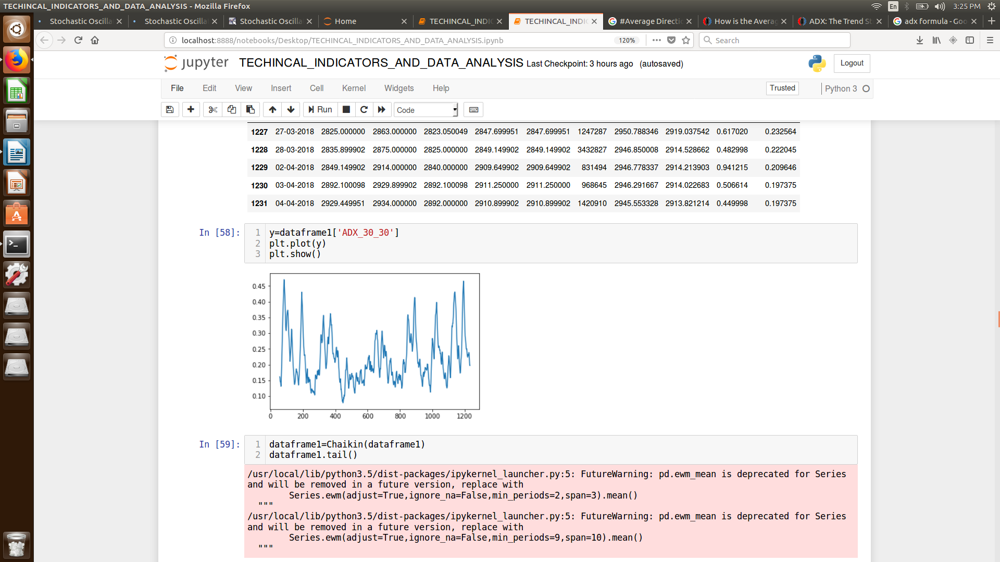 TECHINCAL_INDICATORS_AND_DATA_ANALYSIS - Mozilla Firefox
En
3:25 PM
Stochastic Oscilla
Stochastic Oscilla
Stochastic Oscilla
Home
TECHINCAL_INDIC
TECHINCAL_INDIC
#Average Directio
How is the Averag
ADX: The Trend St
adx formula - Goo
localhost:8888/notebooks/Desktop/TECHINCAL_INDICATORS_AND_DATA_ANALYSIS.ipynb
120%
Search
jupyter
TECHINCAL_INDICATORS_AND_DATA_ANALYSIS Last Checkpoint: 3 hours ago (autosaved)
Logout
File Edit View Insert Cell Kernel Widgets Help
Trusted
Python 3
Run
Code
1227 27-03-2018 2825.000000 2863.000000 2823.050049 2847.699951 2847.699951 1247287 2950.788346 2919.037542 0.617020 0.232564
1228 28-03-2018 2835.899902 2875.000000 2825.000000 2849.149902 2849.149902 3432827 2946.850008 2914.528662 0.482998 0.222045
1229 02-04-2018 2849.149902 2914.000000 2840.000000 2909.649902 2909.649902 831494 2946.778337 2914.213903 0.941215 0.209646
1230 03-04-2018 2892.100098 2929.899902 2892.100098 2911.250000 2911.250000 968645 2946.291667 2914.022683 0.506614 0.197375
1231 04-04-2018 2929.449951 2934.000000 2892.000000 2910.899902 2910.899902 1420910 2945.553328 2913.821214 0.449998 0.197375
In [58]:
1 y=dataframe1['ADX_30_30']
2 plt.plot(y)
3 plt.show()
0.45
0.40
0.35
0.30
0.25
0.20
0.15
0.10
0 200 400 600 800 1000 1200
In [59]:
1 dataframe1=Chaikin(dataframe1)
2 dataframe1.tail()
/usr/local/lib/python3.5/dist-packages/ipykernel_launcher.py:5: FutureWarning: pd.ewm_mean is deprecated for Series
and will be removed in a future version, replace with
Series.ewm(adjust=True,ignore_na=False,min_periods=2,span=3).mean()
"""
/usr/local/lib/python3.5/dist-packages/ipykernel_launcher.py:5: FutureWarning: pd.ewm_mean is deprecated for Series
and will be removed in a future version, replace with
Series.ewm(adjust=True,ignore_na=False,min_periods=9,span=10).mean()
"""